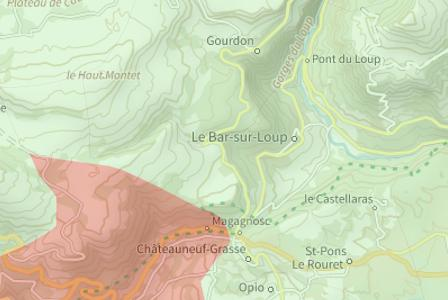 Plateau de
Gourdon
Gorges du Loup
Pont du Loup
le Haut Montet
Le Bar-sur-Loup
le Castellaras
Magagnosc
Châteauneuf-Grasse
St-Pons
Le Rouret
Opio